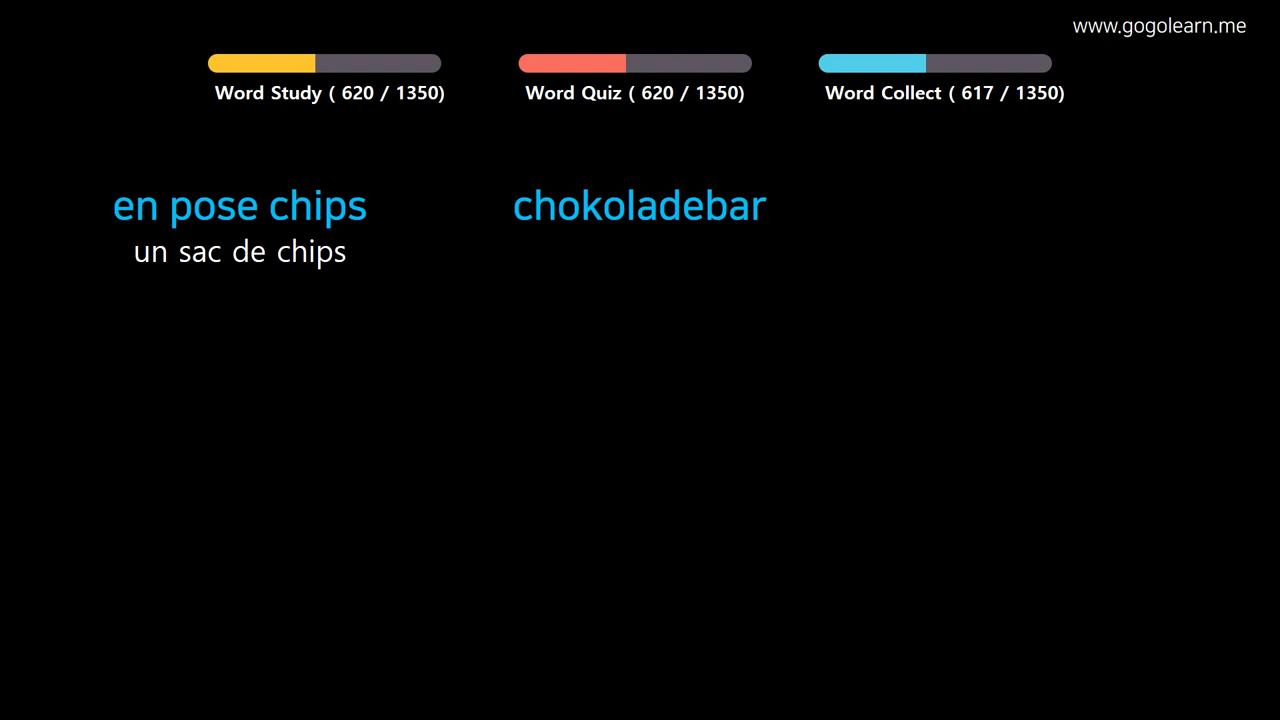 www.gogolearn.me
Word Study ( 620 / 1350)
Word Quiz ( 620 / 1350)
Word Collect ( 617 / 1350)
en pose chips
un sac de chips
chokoladebar